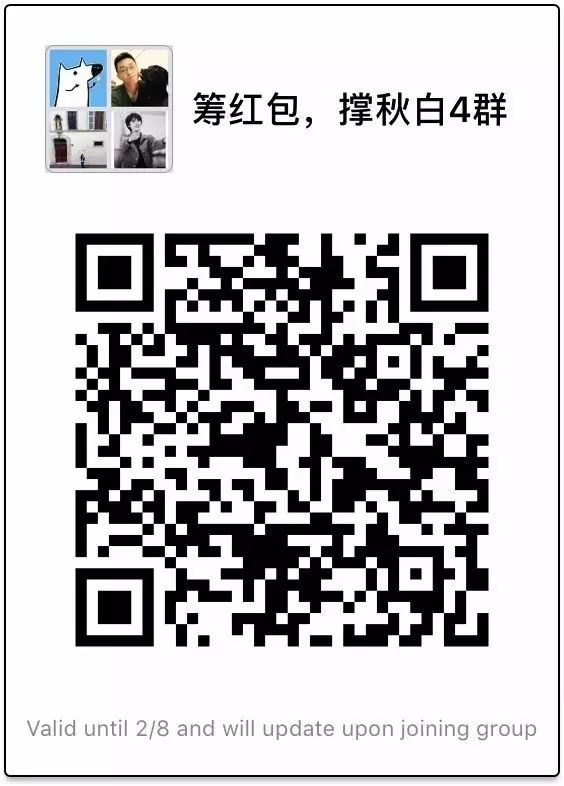 筹红包，撑秋白4群
Valid until 2/8 and will update upon joining group